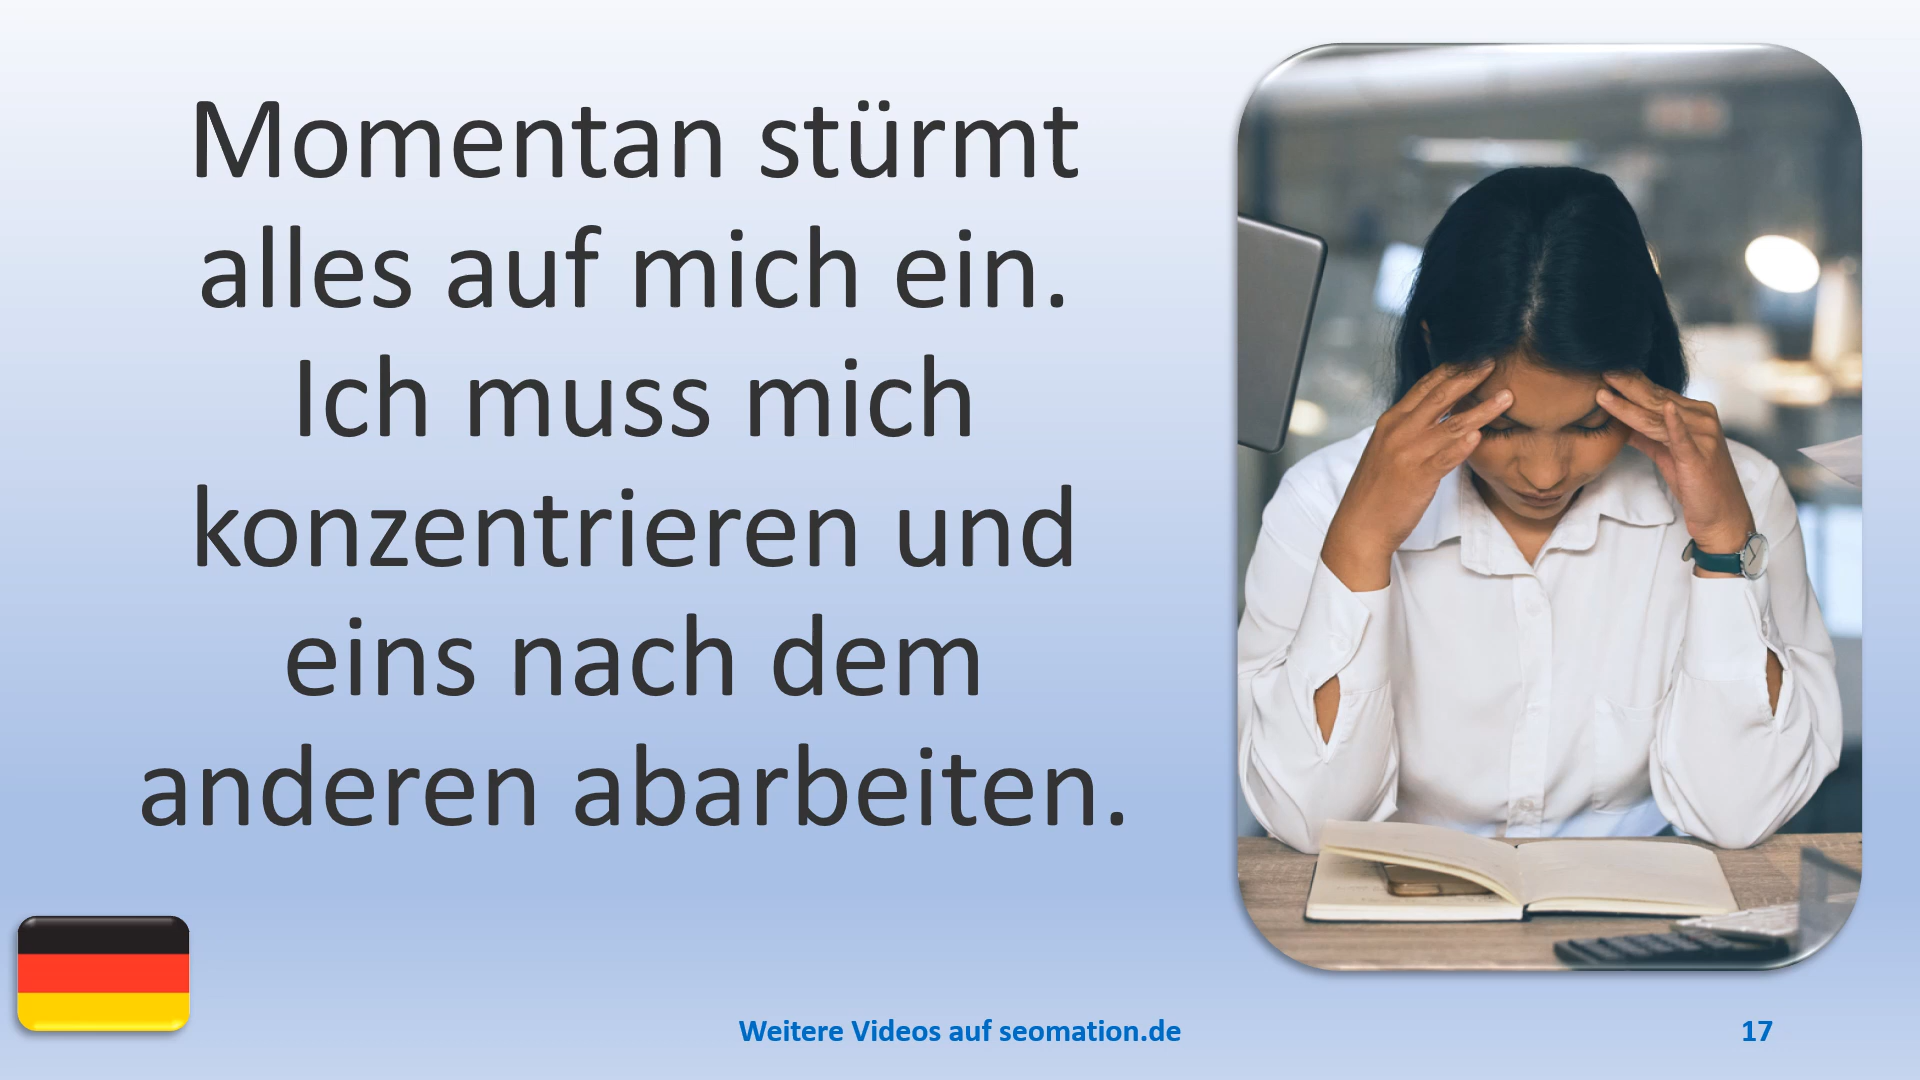 Momentan stürmt
alles auf mich ein.
Ich muss mich
konzentrieren und
eins nach dem
anderen abarbeiten.
Weitere Videos auf seomation.de
17